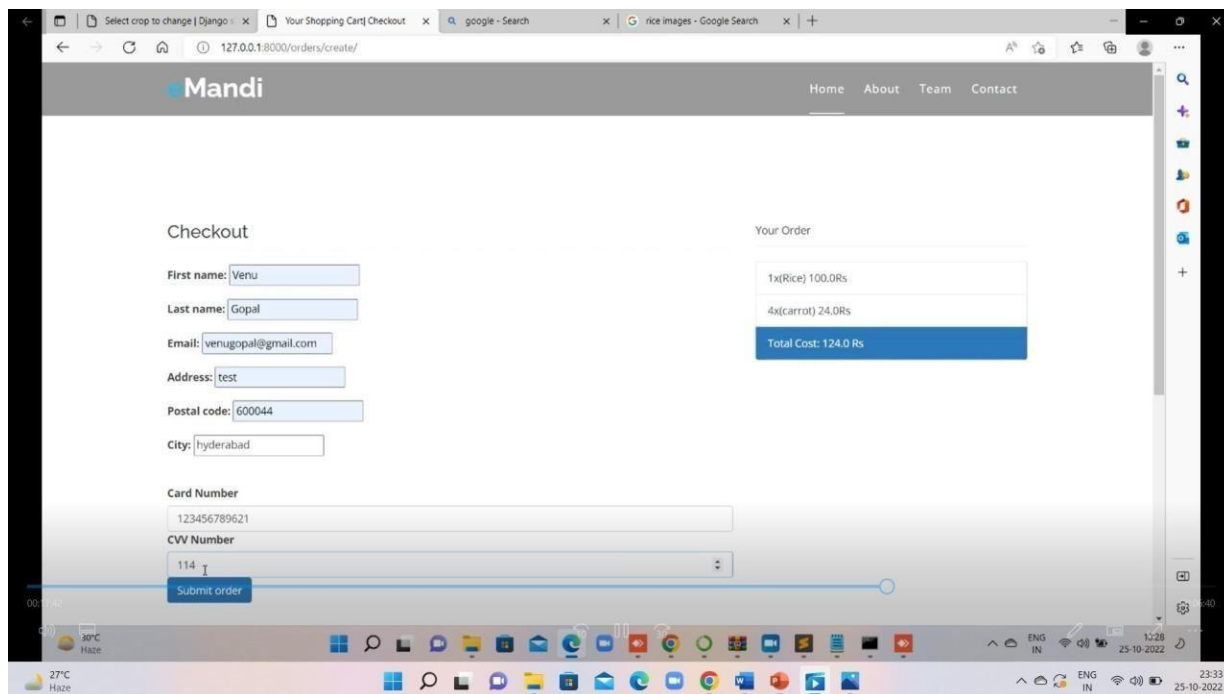 Select crop to change | Django s
Your Shopping Cart| Checkout
google - Search
rice images - Google Search
127.0.0.1:8000/orders/create/
eMandi
Home About Team Contact
Checkout
Your Order
First name: Venu
1x(Rice) 100.0Rs
Last name: Gopal
4x(carrot) 24.0Rs
Email: venugopal@gmail.com
Total Cost: 124.0 Rs
Address: test
Postal code: 600044
City: hyderabad
Card Number
123456789621
CVV Number
114
Submit order
30°C
Haze
ENG
IN
10:28
25-10-2022
27°C
Haze
ENG
IN
23:33
25-10-2022